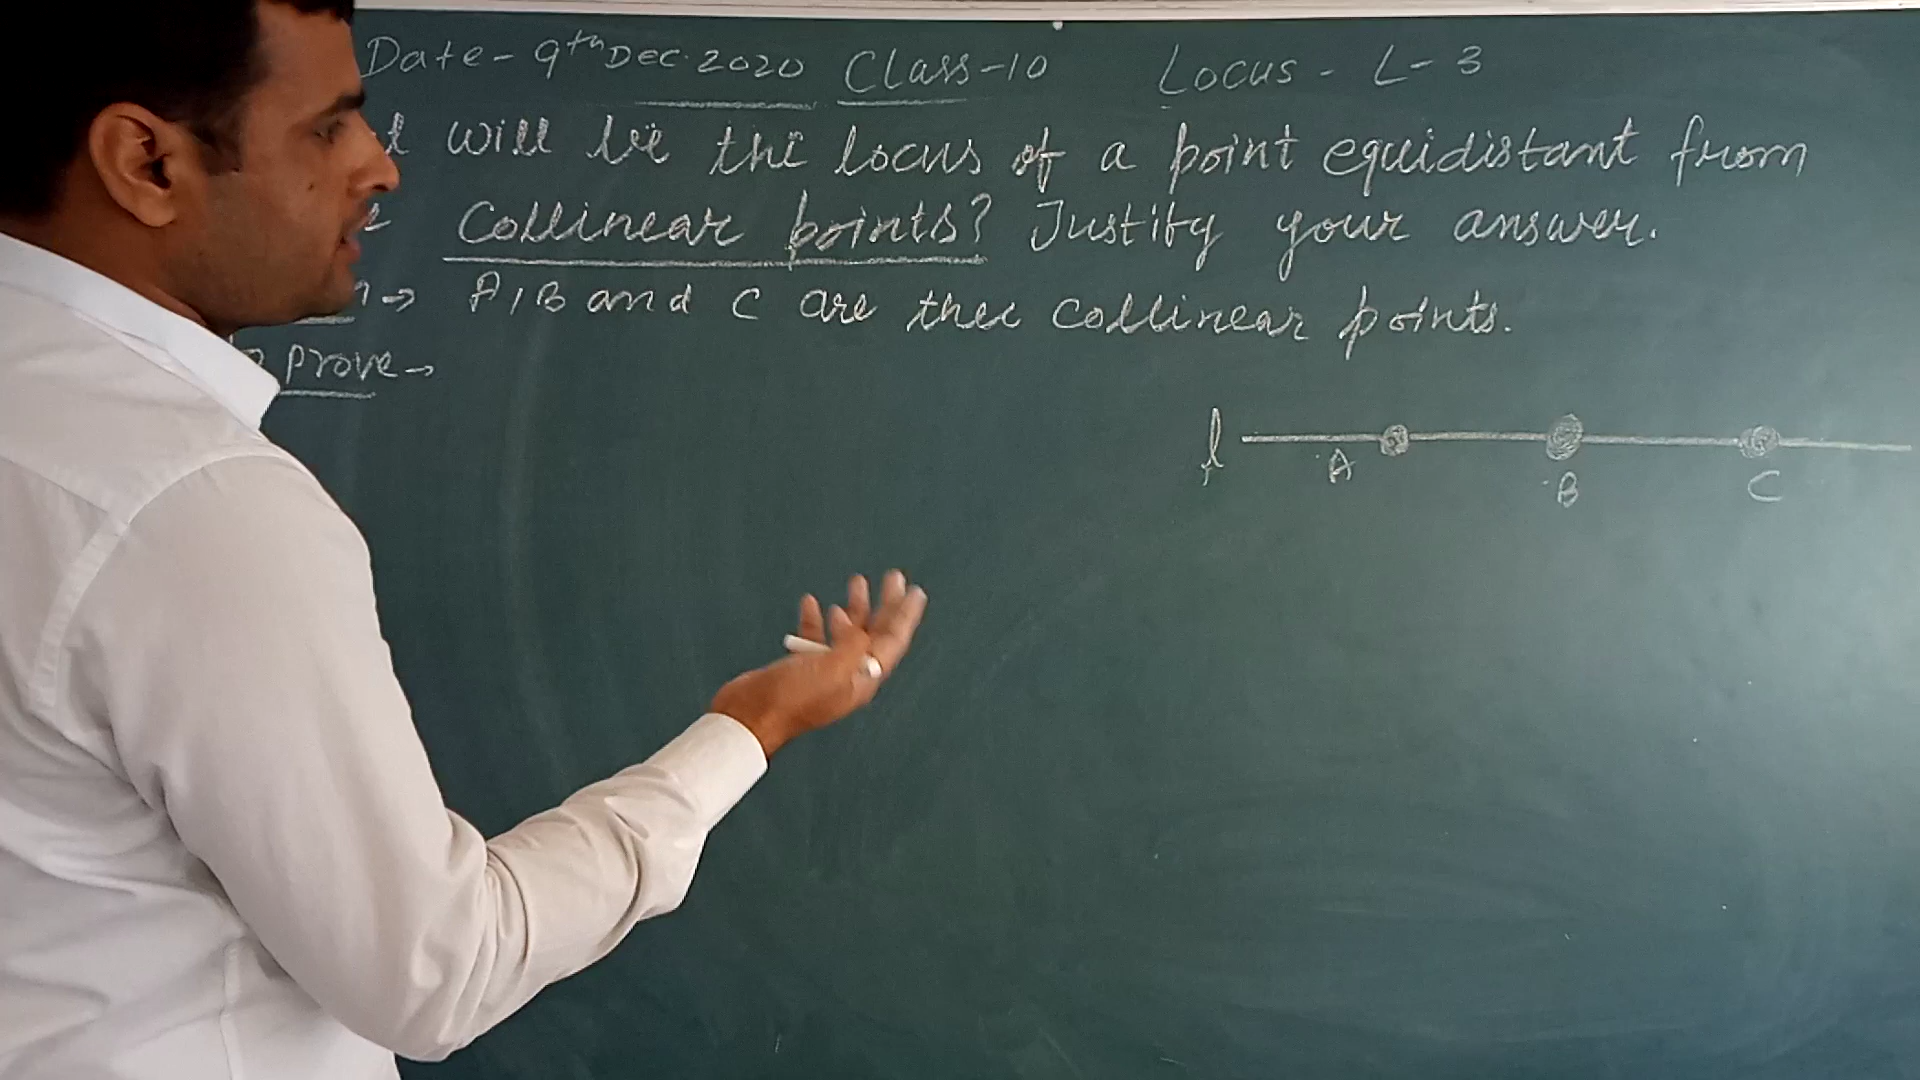 Date - 9th Dec. 2020 Class-10 Locus - L-3
will be the locus of a point equidistant from
Collinear points? Justify your answer.
→ A, B and C are thee collinear points.
Prove →
l
A
B
C